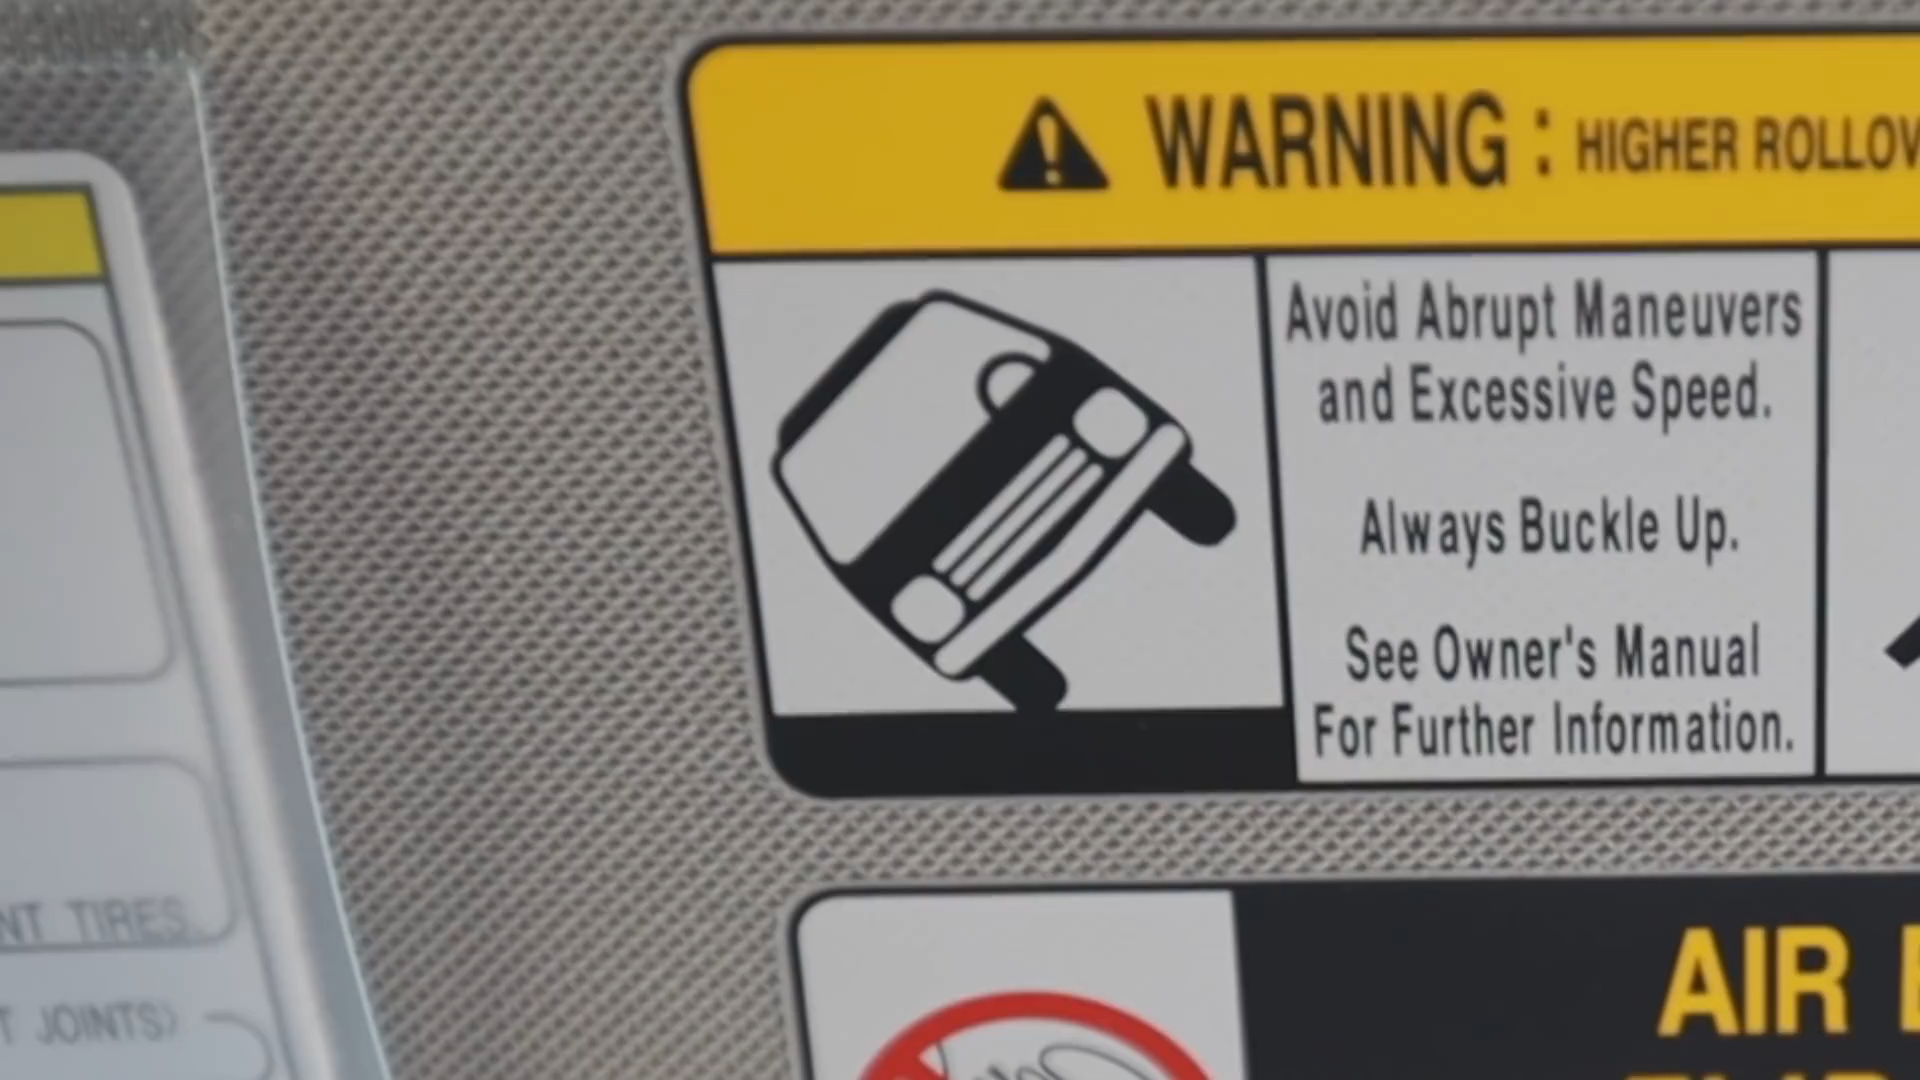 WARNING : HIGHER ROLLOV
Avoid Abrupt Maneuvers
and Excessive Speed.
Always Buckle Up.
See Owner's Manual
For Further Information.
NT TIRES
T JOINTS)
AIR